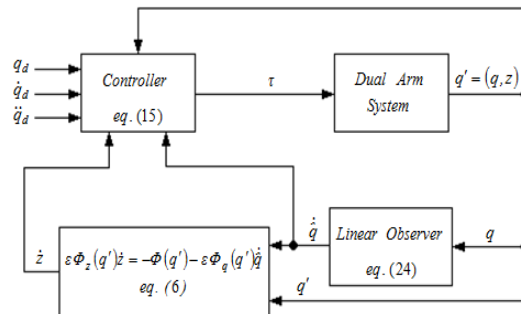 q_d
q̇_d
q̈_d
Controller
eq. (15)
τ
Dual Arm
System
q′ = (q, z)
ż
εΦ_z(q′)ż = −Φ(q′) − εΦ_q(q′)q̇̂
eq. (6)
q̇̂
Linear Observer
eq. (24)
q
q′